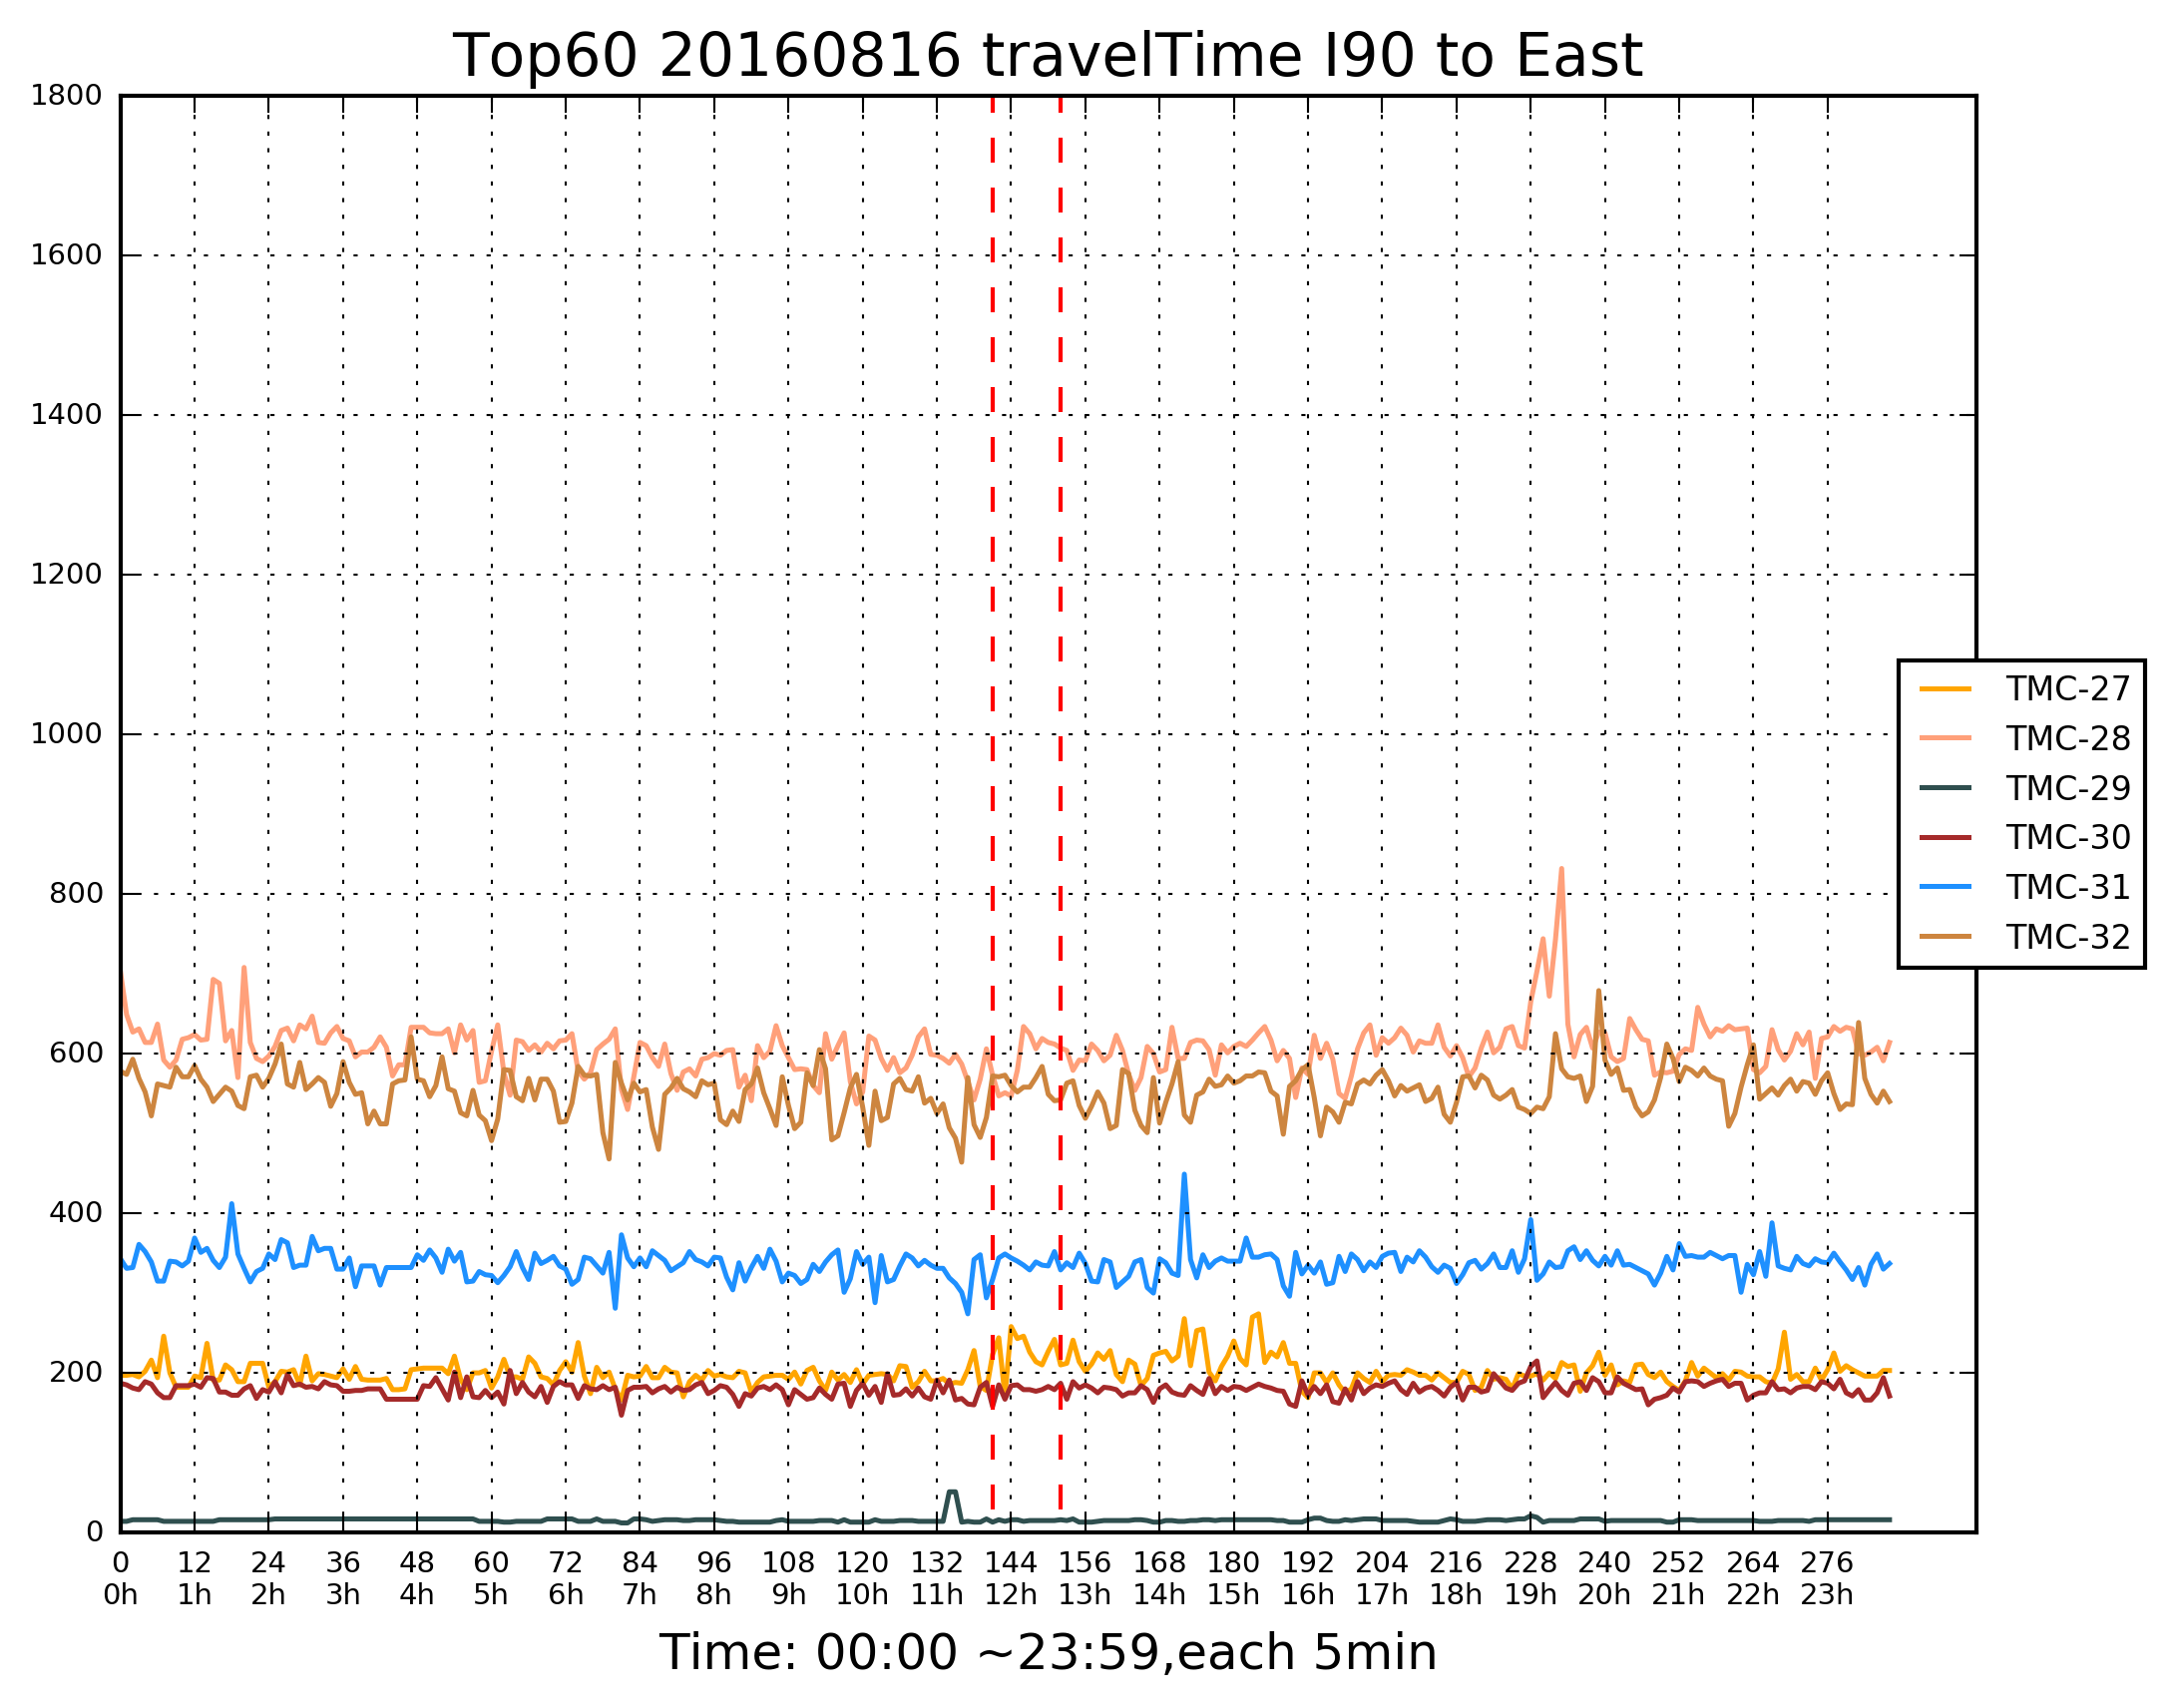 Top60 20160816 travelTime I90 to East
1800
1600
1400
1200
1000
800
600
400
200
0
TMC-27
TMC-28
TMC-29
TMC-30
TMC-31
TMC-32
0 12 24 36 48 60 72 84 96 108 120 132 144 156 168 180 192 204 216 228 240 252 264 276
0h 1h 2h 3h 4h 5h 6h 7h 8h 9h 10h 11h 12h 13h 14h 15h 16h 17h 18h 19h 20h 21h 22h 23h
Time: 00:00 ~23:59,each 5min